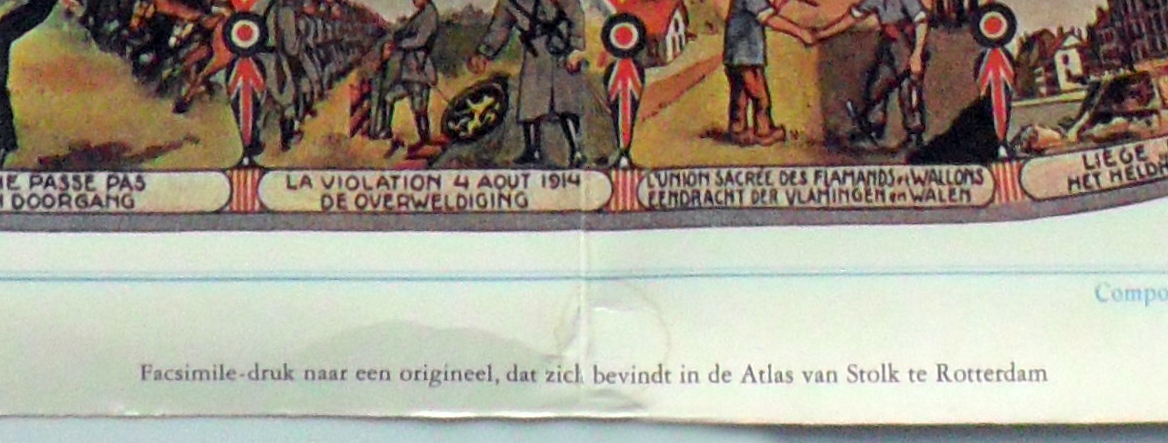 NE PASSE PAS
DOORGANG
LA VIOLATION 4 AOUT 1914
DE OVERWELDIGING
L'UNION SACRÉE DES FLAMANDS et WALLONS
EENDRACHT DER VLAMINGEN en WALEN
LIEGE
HET HELD
Compo
Facsimile-druk naar een origineel, dat zich bevindt in de Atlas van Stolk te Rotterdam